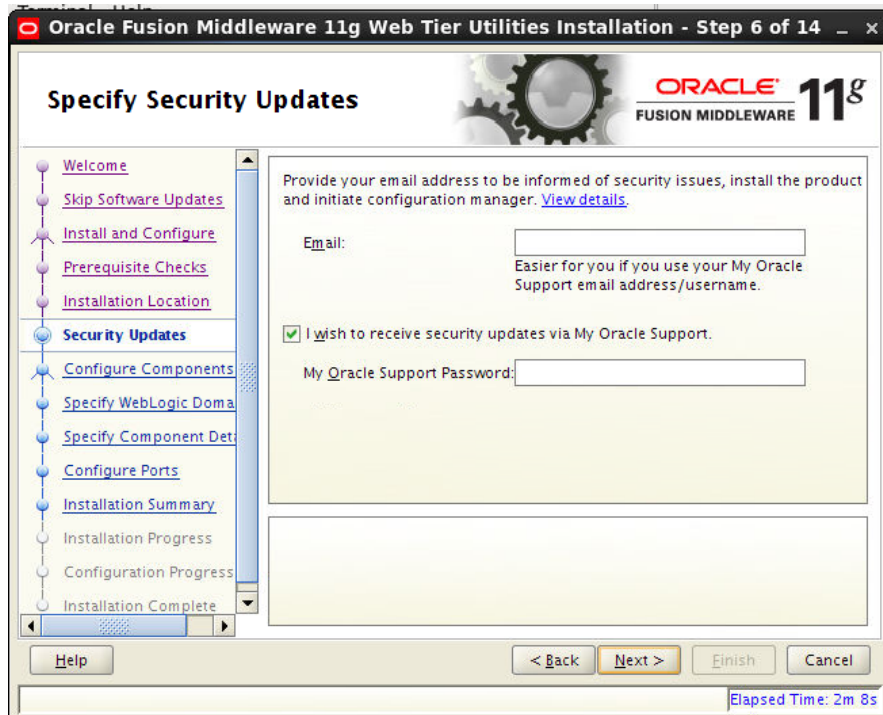 Terminal Help
Oracle Fusion Middleware 11g Web Tier Utilities Installation - Step 6 of 14
Specify Security Updates
ORACLE
FUSION MIDDLEWARE 11g
Welcome
Skip Software Updates
Install and Configure
Prerequisite Checks
Installation Location
Security Updates
Configure Components
Specify WebLogic Doma
Specify Component Deta
Configure Ports
Installation Summary
Installation Progress
Configuration Progress
Installation Complete
Provide your email address to be informed of security issues, install the product
and initiate configuration manager. View details.
Email:
Easier for you if you use your My Oracle
Support email address/username.
I wish to receive security updates via My Oracle Support.
My Oracle Support Password:
Help
< Back
Next >
Finish
Cancel
Elapsed Time: 2m 8s